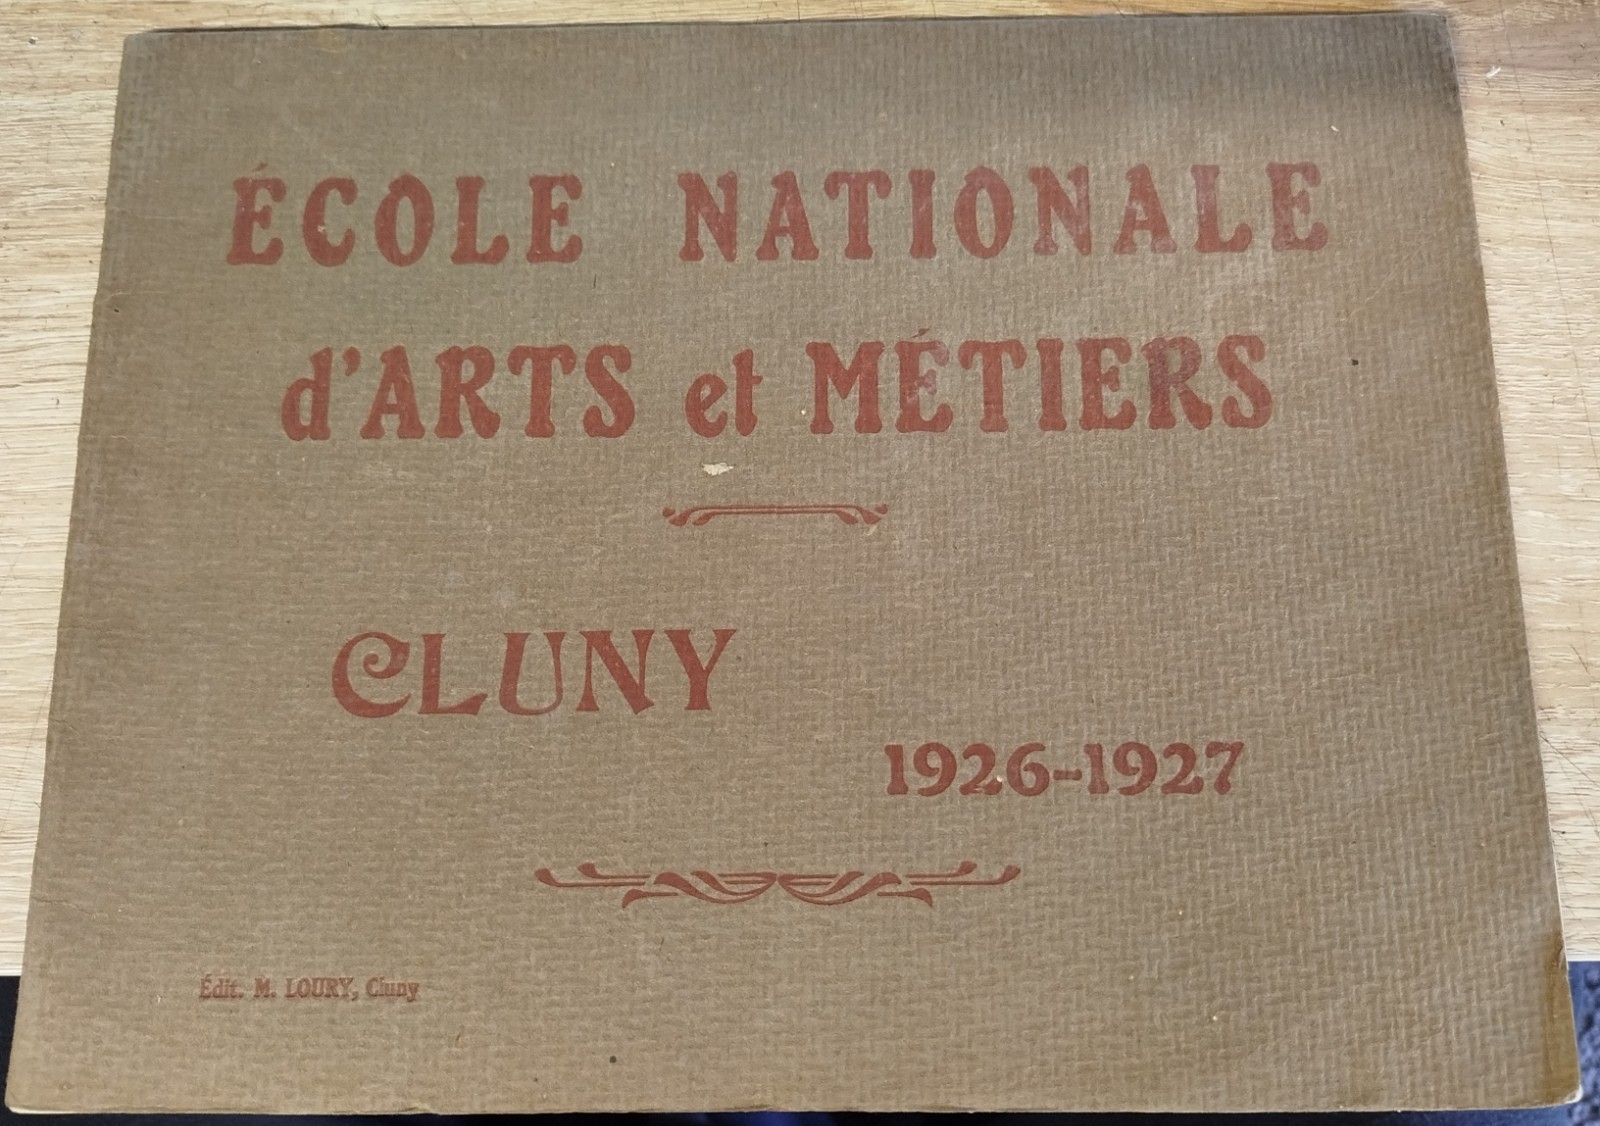 ÉCOLE NATIONALE
d'ARTS et MÉTIERS
CLUNY
1926-1927
Édit. M. LOURY, Cluny